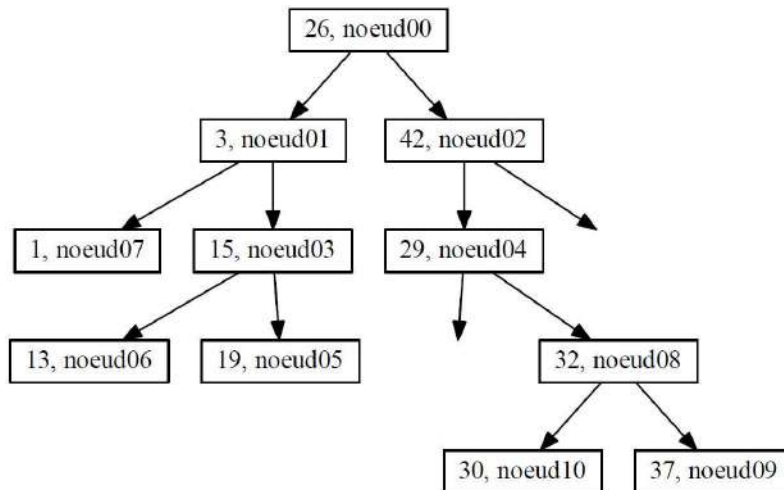 26, noeud00
3, noeud01
42, noeud02
1, noeud07
15, noeud03
29, noeud04
13, noeud06
19, noeud05
32, noeud08
30, noeud10
37, noeud09